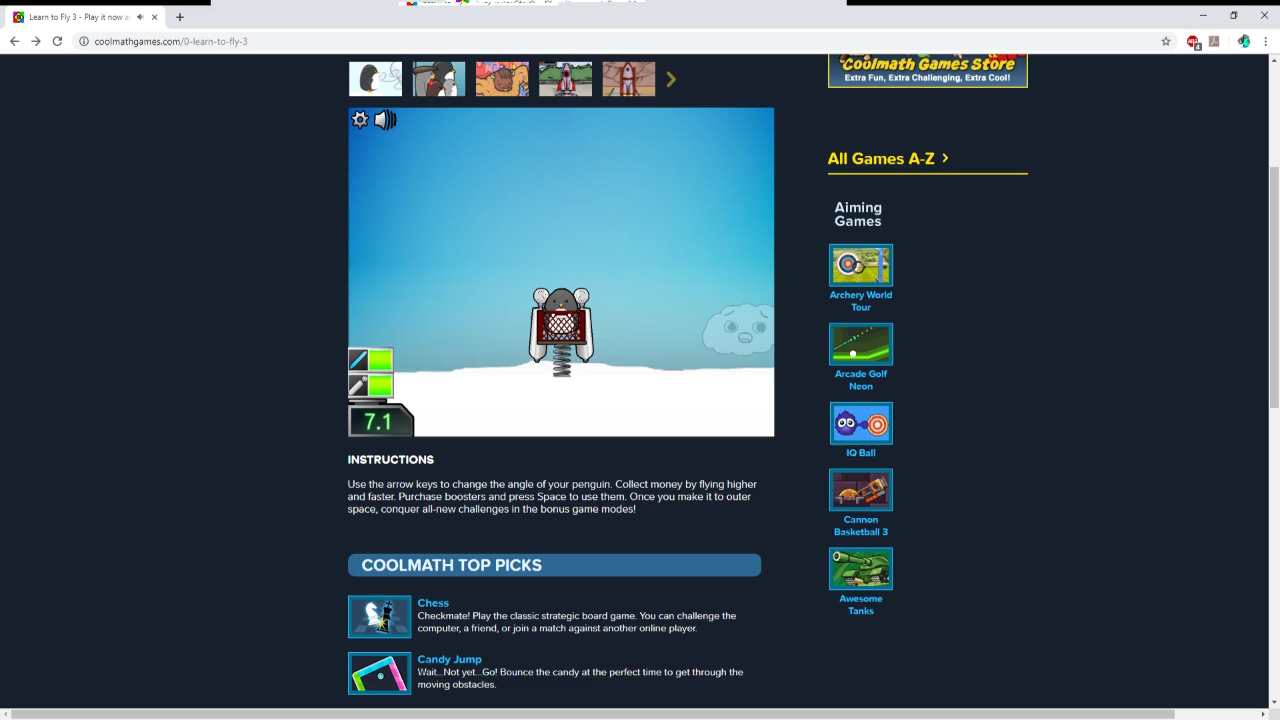 Learn to Fly 3 - Play it now a
coolmathgames.com/0-learn-to-fly-3
4
Coolmath Games Store
Extra Fun, Extra Challenging, Extra Cool!
All Games A-Z
Aiming
Games
Archery World
Tour
Arcade Golf
Neon
IQ Ball
Cannon
Basketball 3
Awesome
Tanks
7.1
INSTRUCTIONS
Use the arrow keys to change the angle of your penguin. Collect money by flying higher
and faster. Purchase boosters and press Space to use them. Once you make it to outer
space, conquer all-new challenges in the bonus game modes!
COOLMATH TOP PICKS
Chess
Checkmate! Play the classic strategic board game. You can challenge the
computer, a friend, or join a match against another online player.
Candy Jump
Wait...Not yet...Go! Bounce the candy at the perfect time to get through the
moving obstacles.